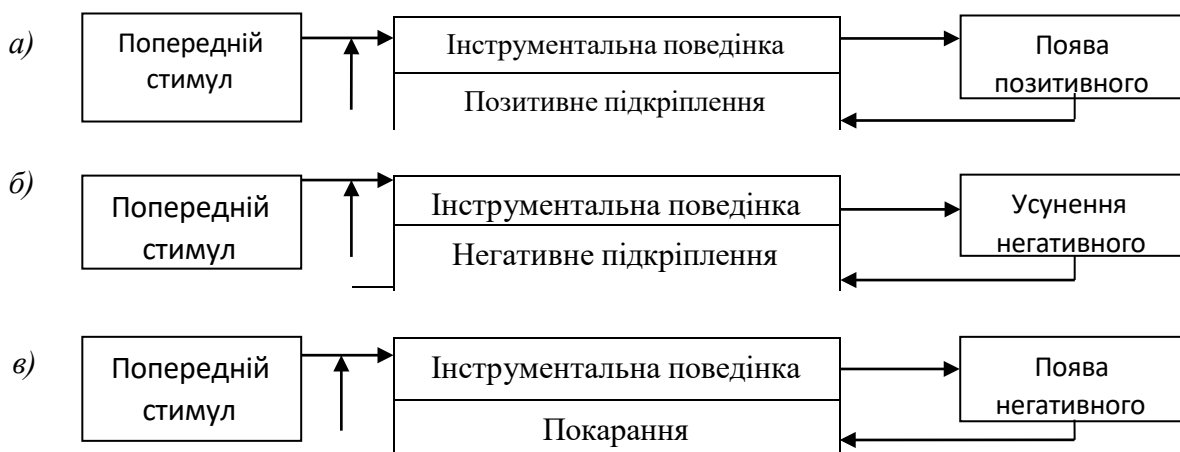 а)
Попередній
стимул
Інструментальна поведінка
Позитивне підкріплення
Поява
позитивного
б)
Попередній
стимул
Інструментальна поведінка
Негативне підкріплення
Усунення
негативного
в)
Попередній
стимул
Інструментальна поведінка
Покарання
Поява
негативного